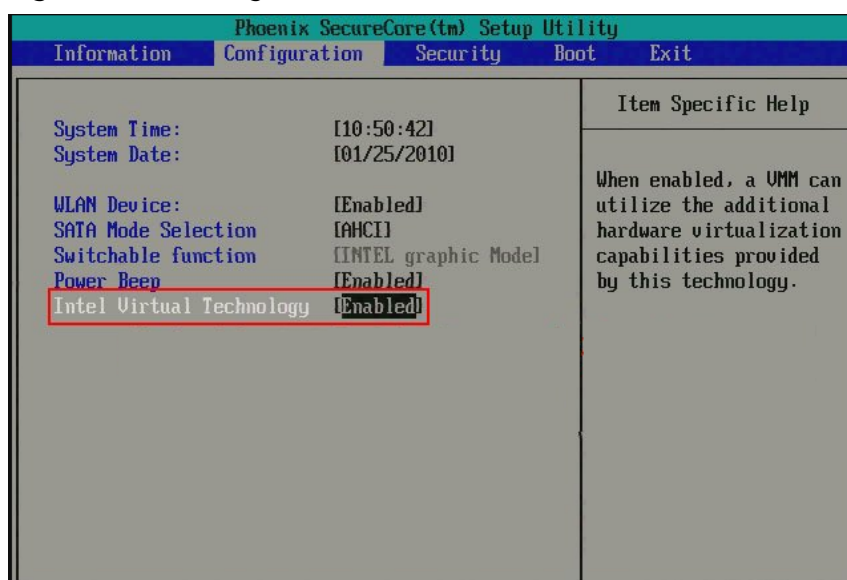 Phoenix SecureCore(tm) Setup Utility
Information Configuration Security Boot Exit
System Time: [10:50:42]
System Date: [01/25/2010]
WLAN Device: [Enabled]
SATA Mode Selection [AHCI]
Switchable function [INTEL graphic Mode]
Power Beep [Enabled]
Intel Virtual Technology [Enabled]
Item Specific Help
When enabled, a VMM can
utilize the additional
hardware virtualization
capabilities provided
by this technology.